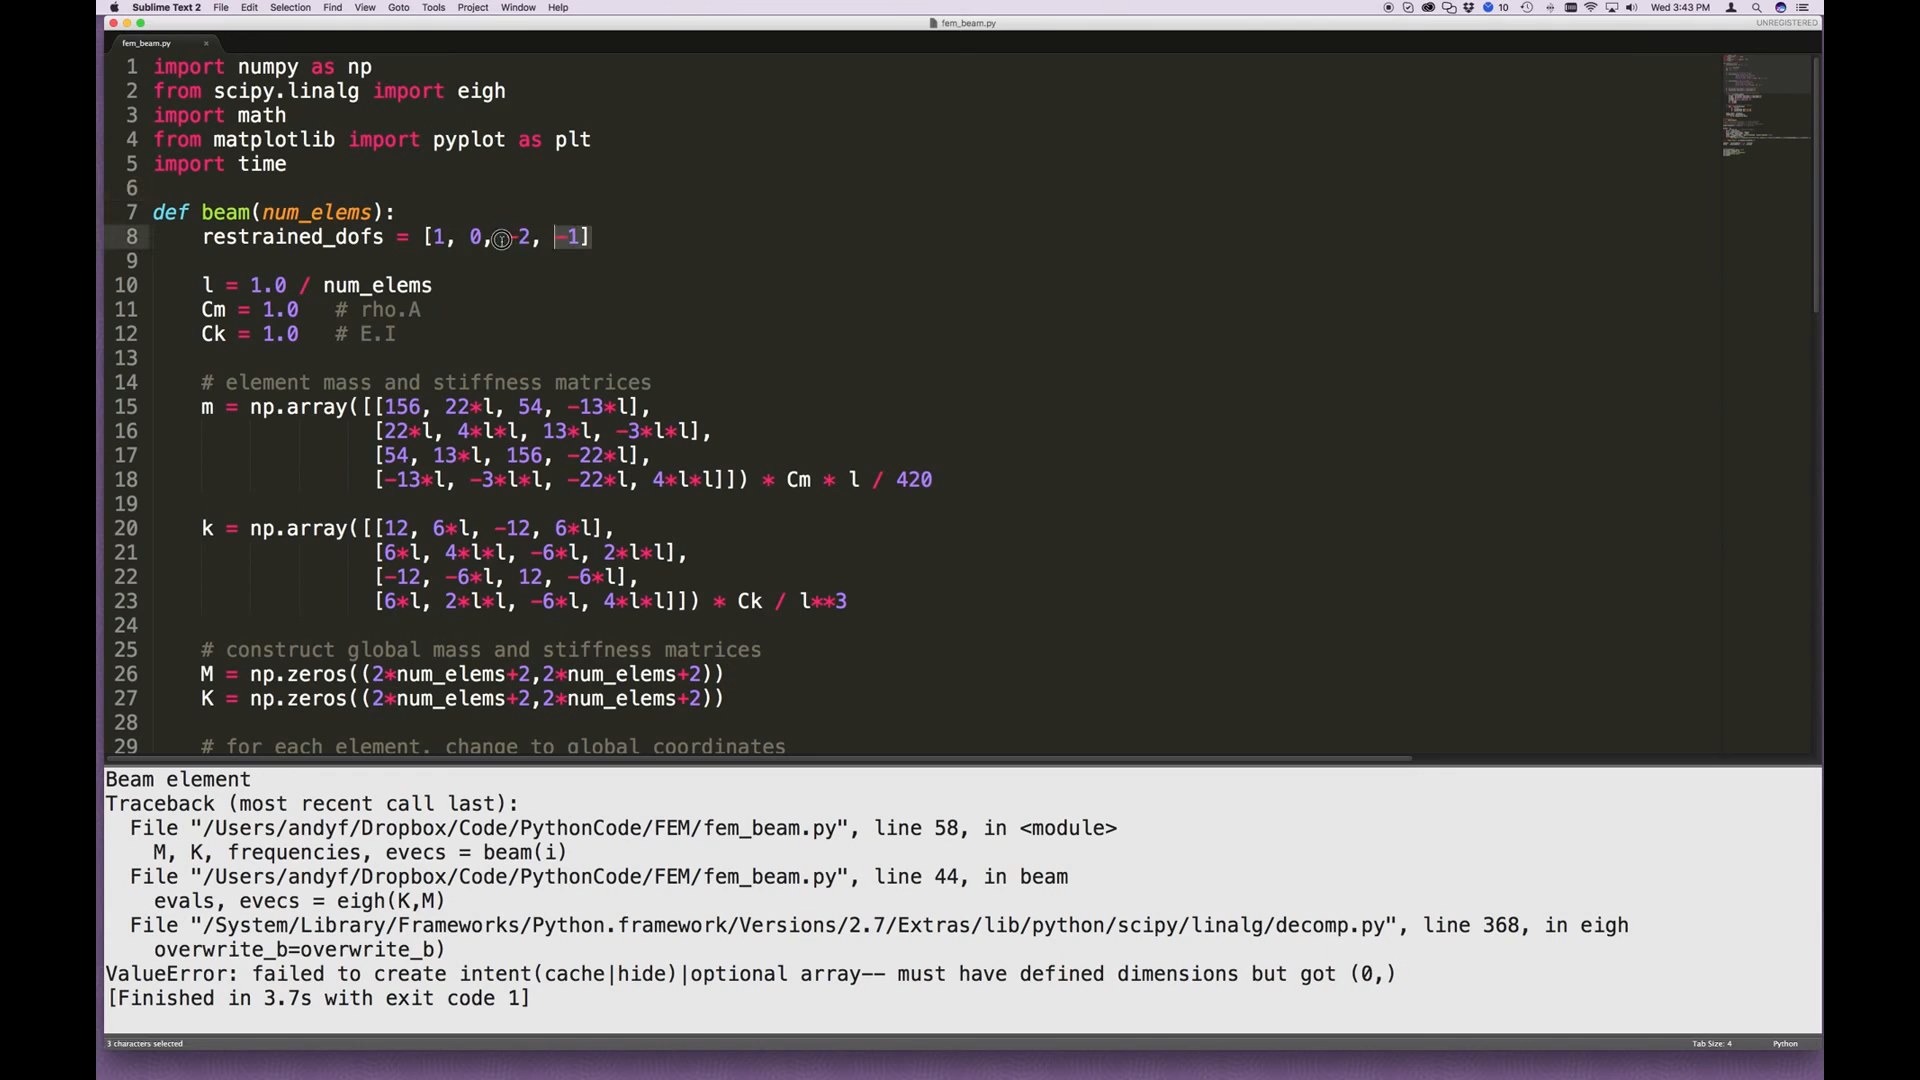 Sublime Text 2 File Edit Selection Find View Goto Tools Project Window Help 10 Wed 3:43 PM
fem_beam.py UNREGISTERED
fem_beam.py ×
1 import numpy as np
2 from scipy.linalg import eigh
3 import math
4 from matplotlib import pyplot as plt
5 import time
6
7 def beam(num_elems):
8 restrained_dofs = [1, 0, -2, -1]
9
10 l = 1.0 / num_elems
11 Cm = 1.0 # rho.A
12 Ck = 1.0 # E.I
13
14 # element mass and stiffness matrices
15 m = np.array([[156, 22*l, 54, -13*l],
16 [22*l, 4*l*l, 13*l, -3*l*l],
17 [54, 13*l, 156, -22*l],
18 [-13*l, -3*l*l, -22*l, 4*l*l]]) * Cm * l / 420
19
20 k = np.array([[12, 6*l, -12, 6*l],
21 [6*l, 4*l*l, -6*l, 2*l*l],
22 [-12, -6*l, 12, -6*l],
23 [6*l, 2*l*l, -6*l, 4*l*l]]) * Ck / l**3
24
25 # construct global mass and stiffness matrices
26 M = np.zeros((2*num_elems+2,2*num_elems+2))
27 K = np.zeros((2*num_elems+2,2*num_elems+2))
28
29 # for each element, change to global coordinates
Beam element
Traceback (most recent call last):
File "/Users/andyf/Dropbox/Code/PythonCode/FEM/fem_beam.py", line 58, in <module>
M, K, frequencies, evecs = beam(i)
File "/Users/andyf/Dropbox/Code/PythonCode/FEM/fem_beam.py", line 44, in beam
evals, evecs = eigh(K,M)
File "/System/Library/Frameworks/Python.framework/Versions/2.7/Extras/lib/python/scipy/linalg/decomp.py", line 368, in eigh
overwrite_b=overwrite_b)
ValueError: failed to create intent(cache|hide)|optional array-- must have defined dimensions but got (0,)
[Finished in 3.7s with exit code 1]
3 characters selected Tab Size: 4 Python